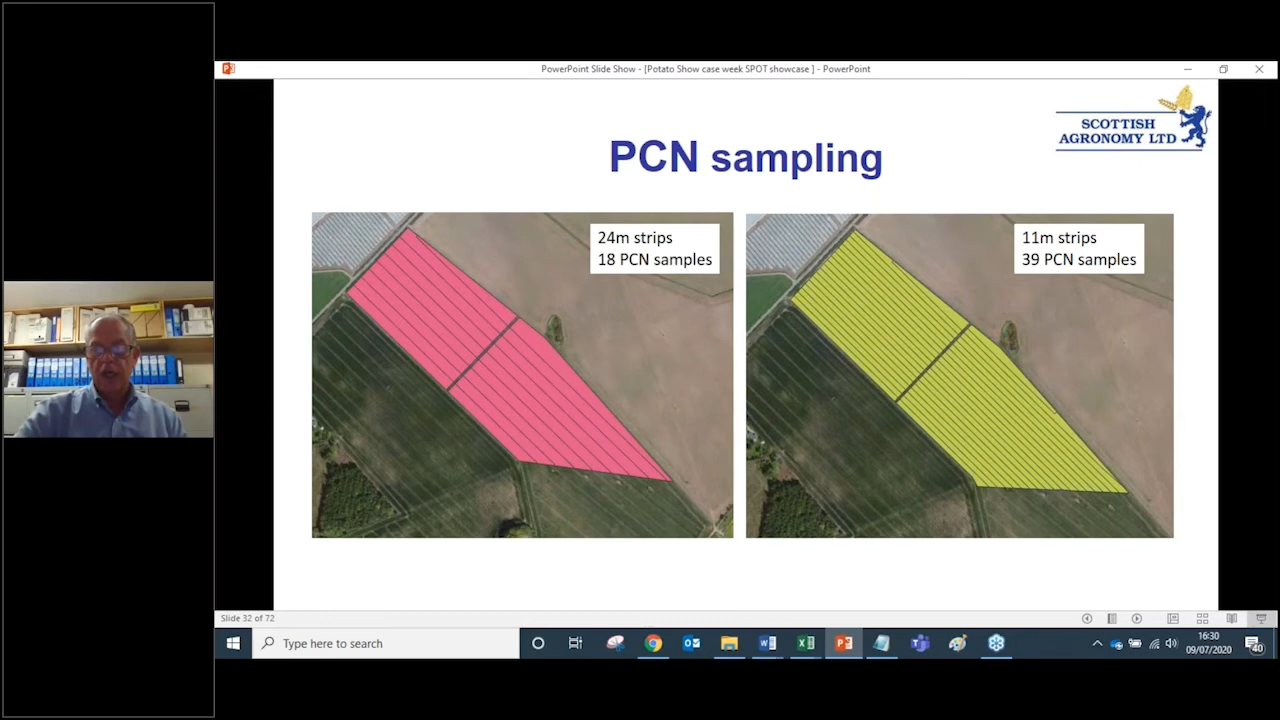 PowerPoint Slide Show - [Potato Show case week SPOT showcase ] - PowerPoint
SCOTTISH
AGRONOMY LTD
PCN sampling
24m strips
18 PCN samples
11m strips
39 PCN samples
Slide 32 of 72
Type here to search
16:30
09/07/2020
40